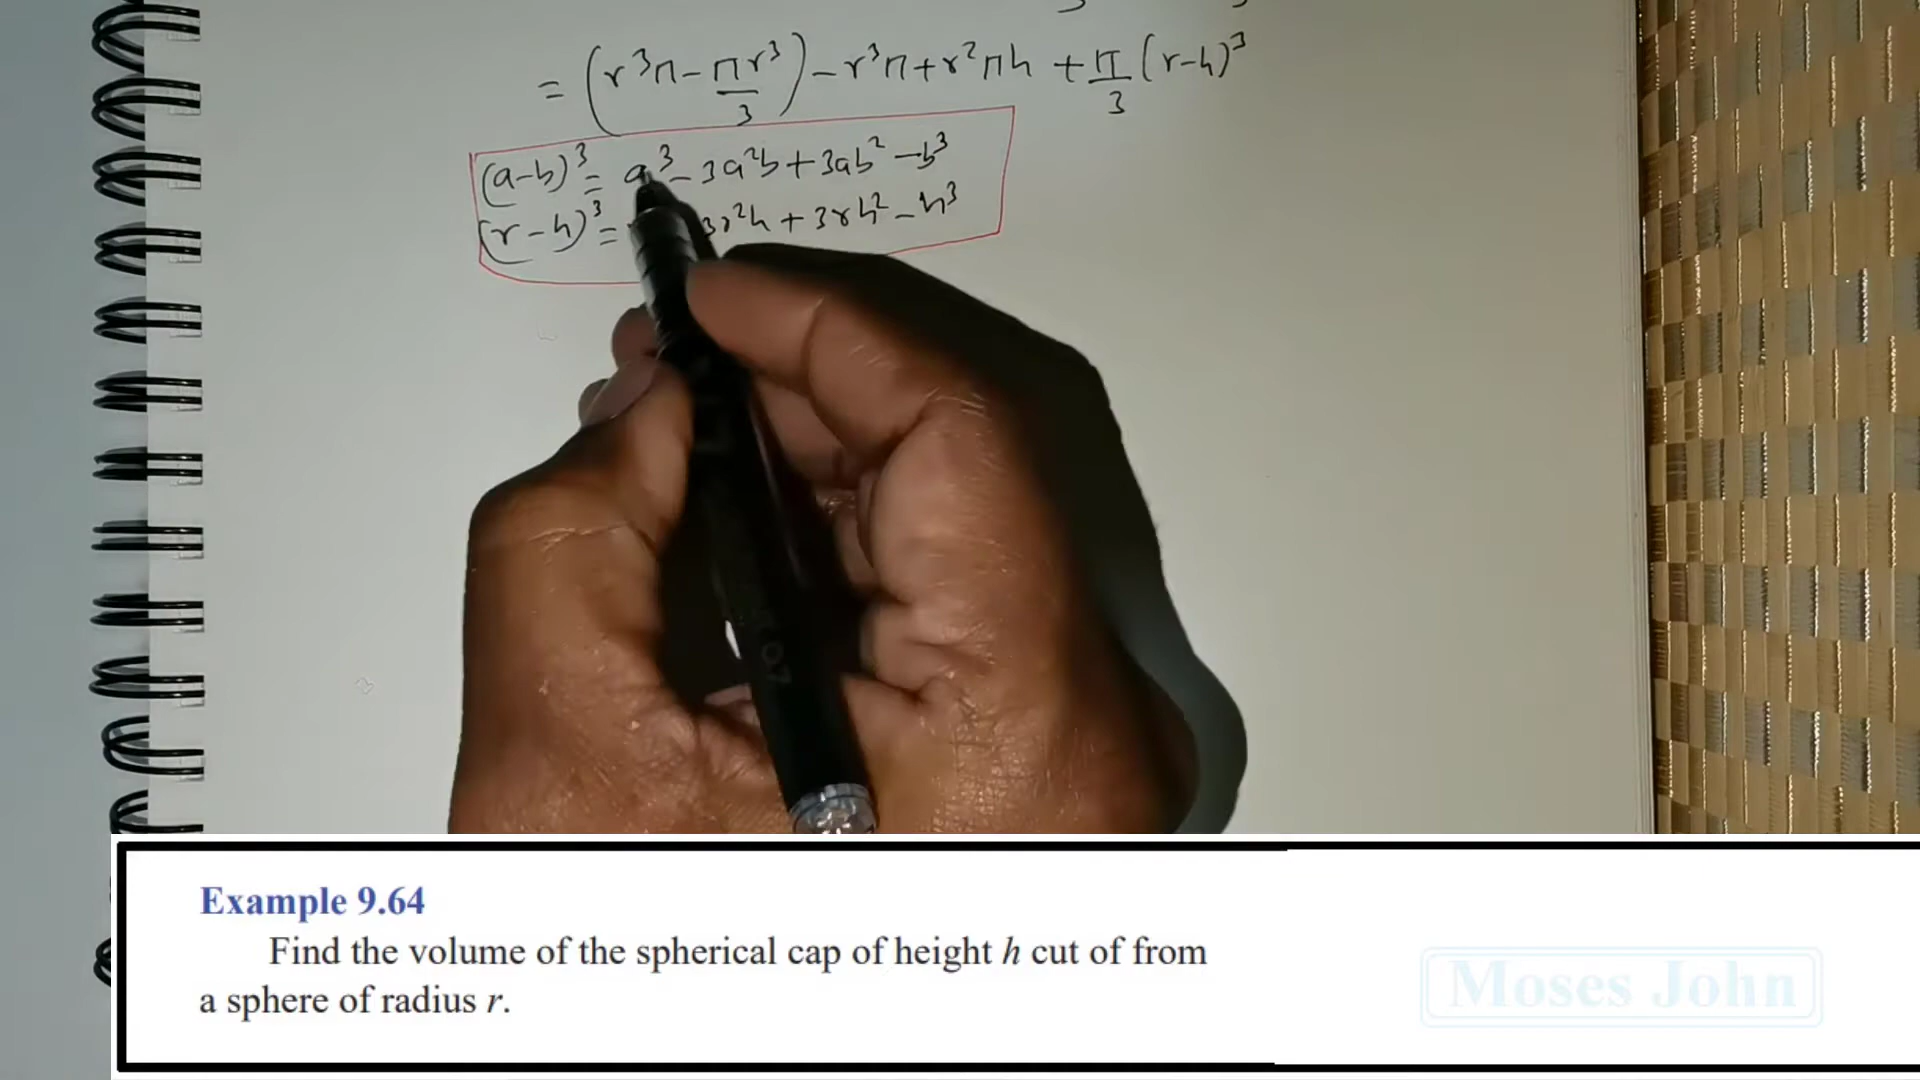 = (r³π - πr³/3) - r³π + r²πh + π/3 (r-h)³
(a-b)³ = a³ - 3a²b + 3ab² - b³
(r-h)³ = 3r²h + 3rh² - h³
Example 9.64
Find the volume of the spherical cap of height h cut of from
a sphere of radius r.
Moses John